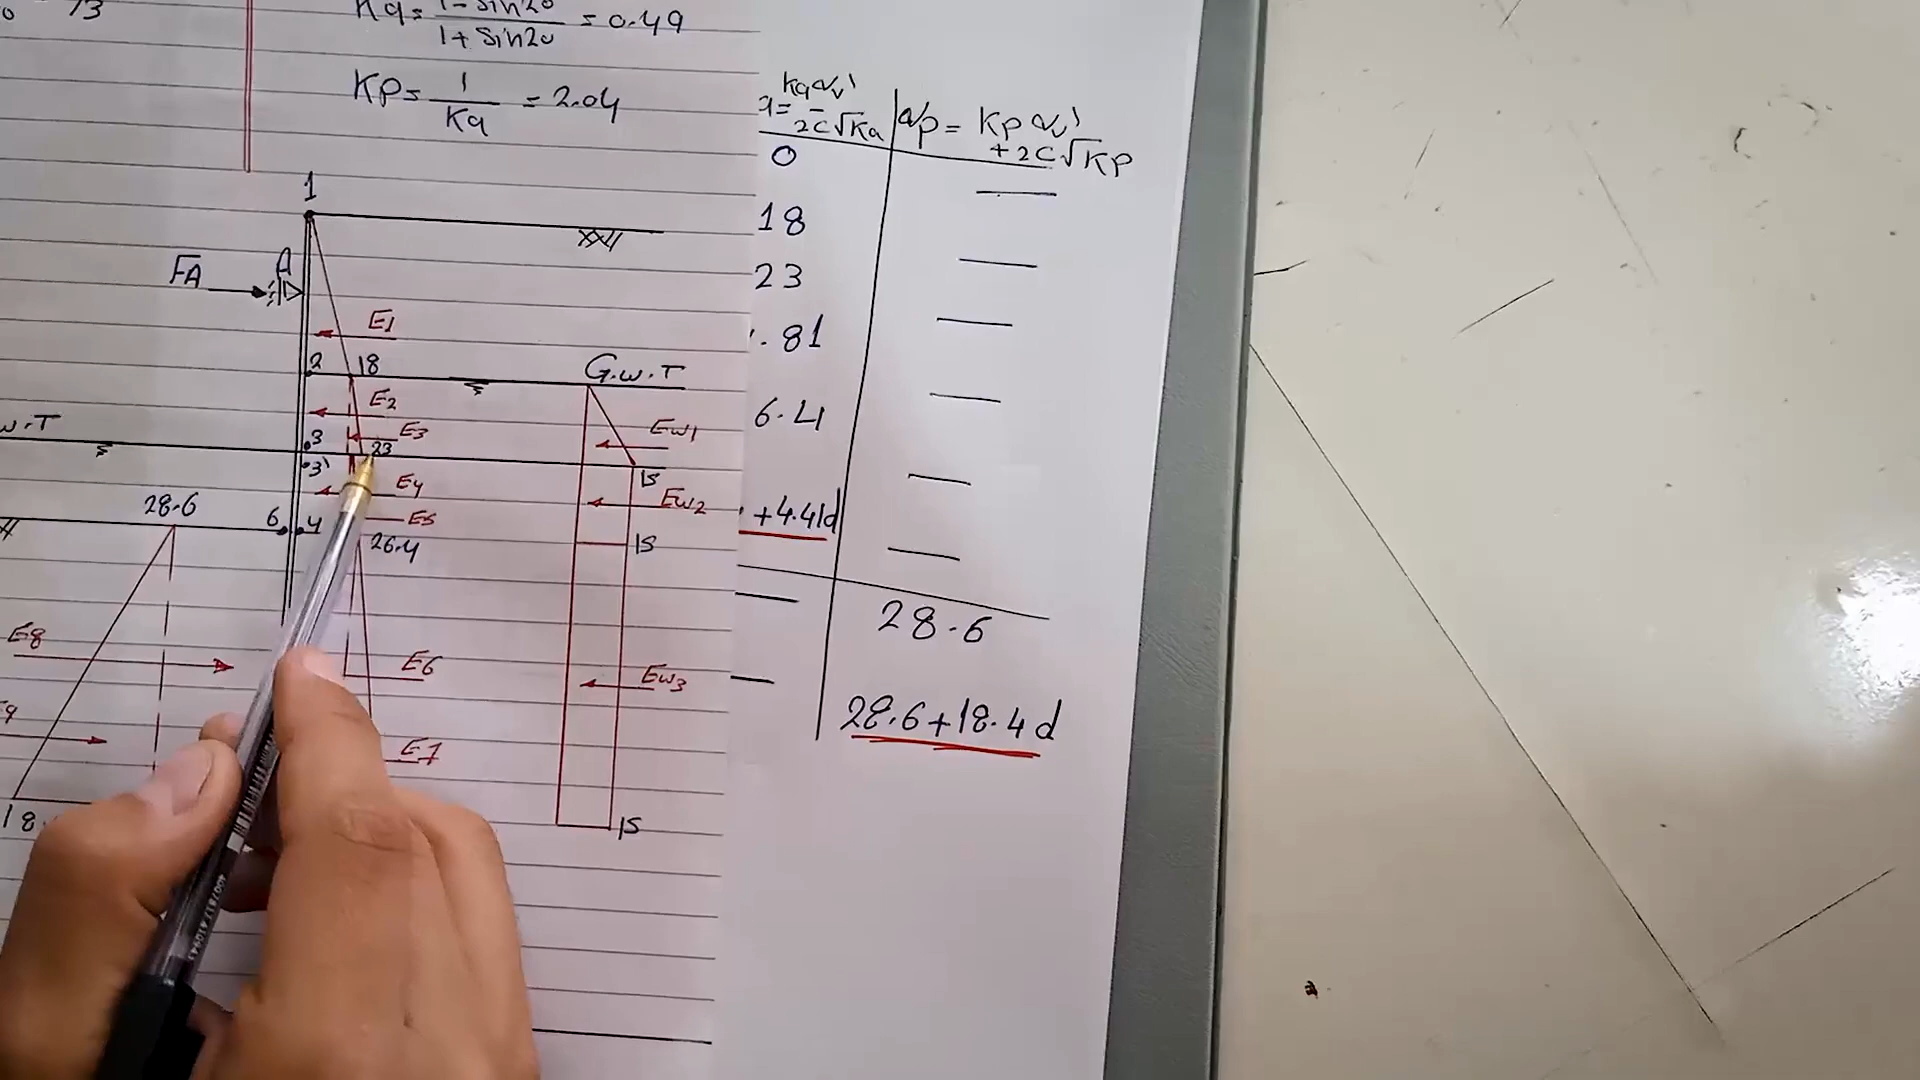 Ka = 1 - sin20 / 1 + sin20 = 0.49
Kp = 1 / Ka = 2.04
1
FA
A
E1
2
18
G.W.T
E2
E3
3
23
3'
Ew1
15
E4
Ew2
28.6
6
4
E5
26.4
15
E8
E6
Ew3
E7
15
kaσv' - 2C√Ka
σ'p = Kp σv' + 2C√Kp
0
18
23
.81
6.4
+4.41d
28.6
28.6+18.4d